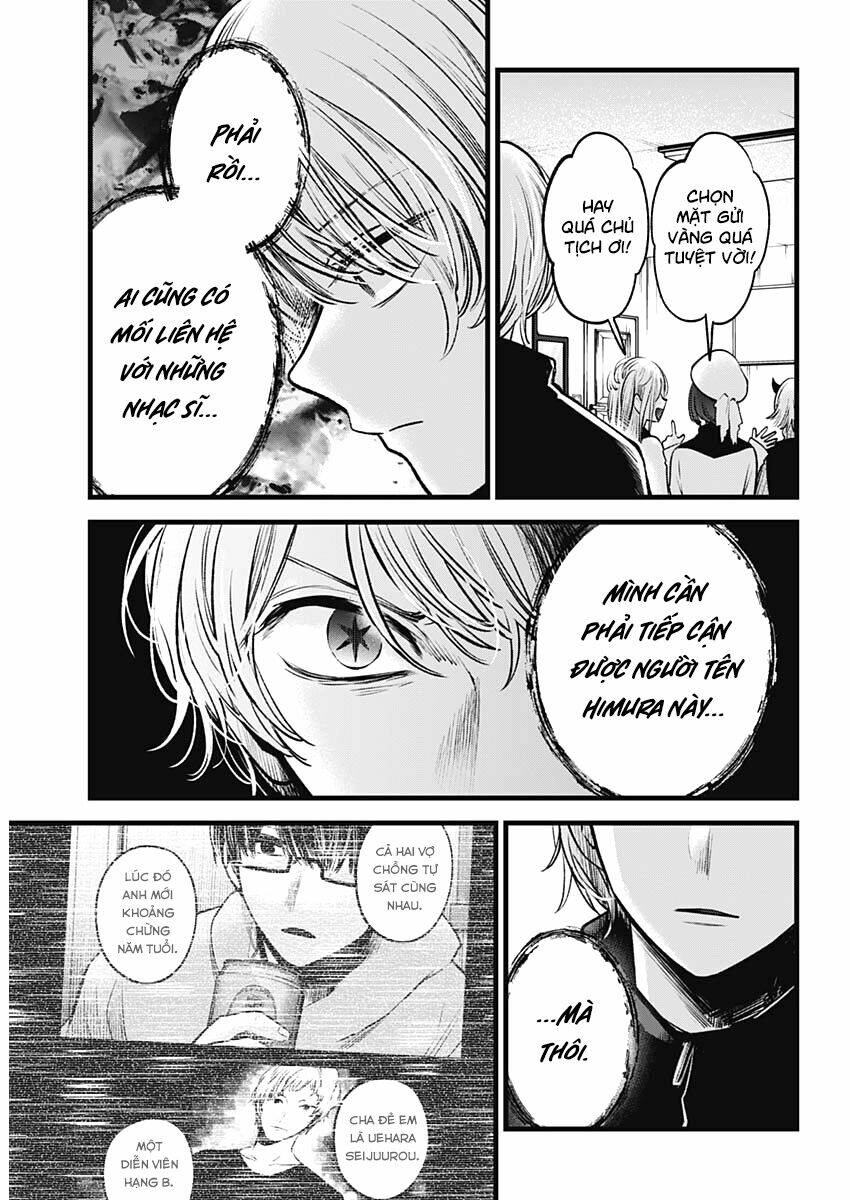 CHỌN
MẶT GỬI
VÀNG QUÁ
TUYỆT VỜI!
HAY
QUÁ CHỦ
TỊCH ƠI!
PHẢI
RỒI...
AI CŨNG CÓ
MỐI LIÊN HỆ
VỚI NHỮNG
NHẠC SĨ...
MÌNH CẦN
PHẢI TIẾP CẬN
ĐƯỢC NGƯỜI TÊN
HIMURA NÀY...
...MÀ
THÔI.
CẢ HAI VỢ
CHỒNG TỰ
SÁT CÙNG
NHAU.
LÚC ĐÓ
ANH MỚI
KHOẢNG
CHỪNG
NĂM TUỔI.
CHA ĐẺ EM
LÀ UEHARA
SEIJUUROU.
MỘT
DIỄN VIÊN
HẠNG B.